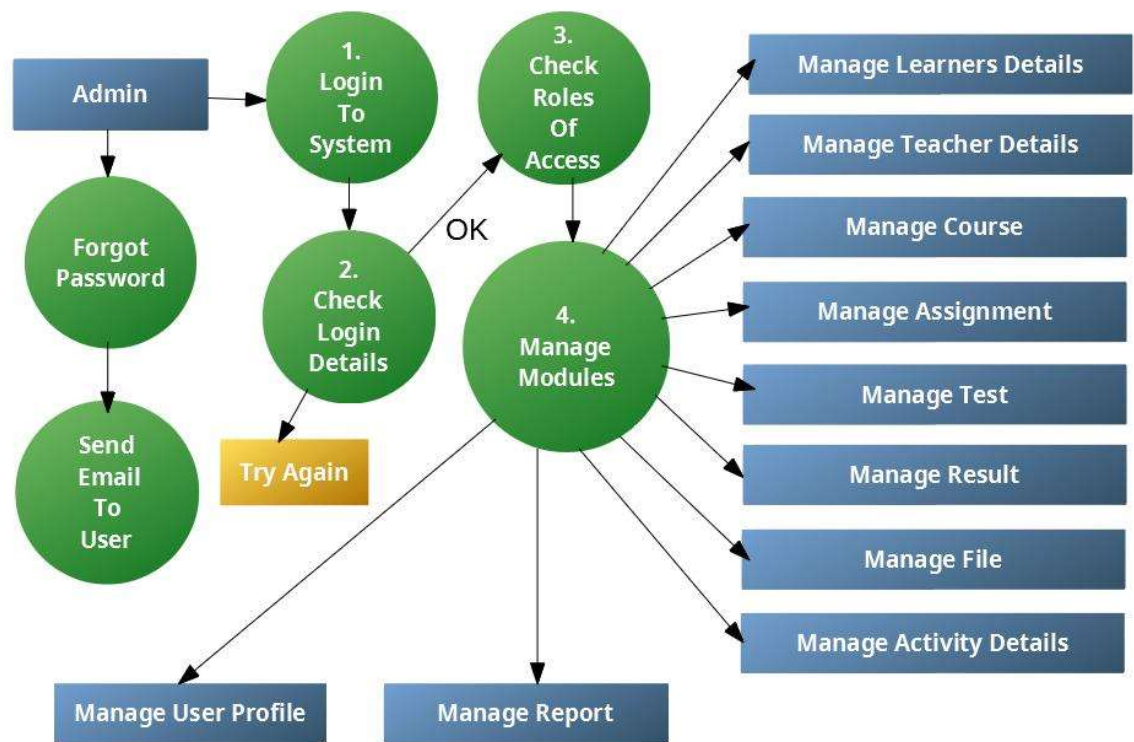 Admin
1.
Login
To
System
3.
Check
Roles
Of
Access
Manage Learners Details
Manage Teacher Details
Forgot
Password
OK
2.
Check
Login
Details
4.
Manage
Modules
Manage Course
Manage Assignment
Manage Test
Send
Email
To
User
Try Again
Manage Result
Manage File
Manage Activity Details
Manage User Profile
Manage Report